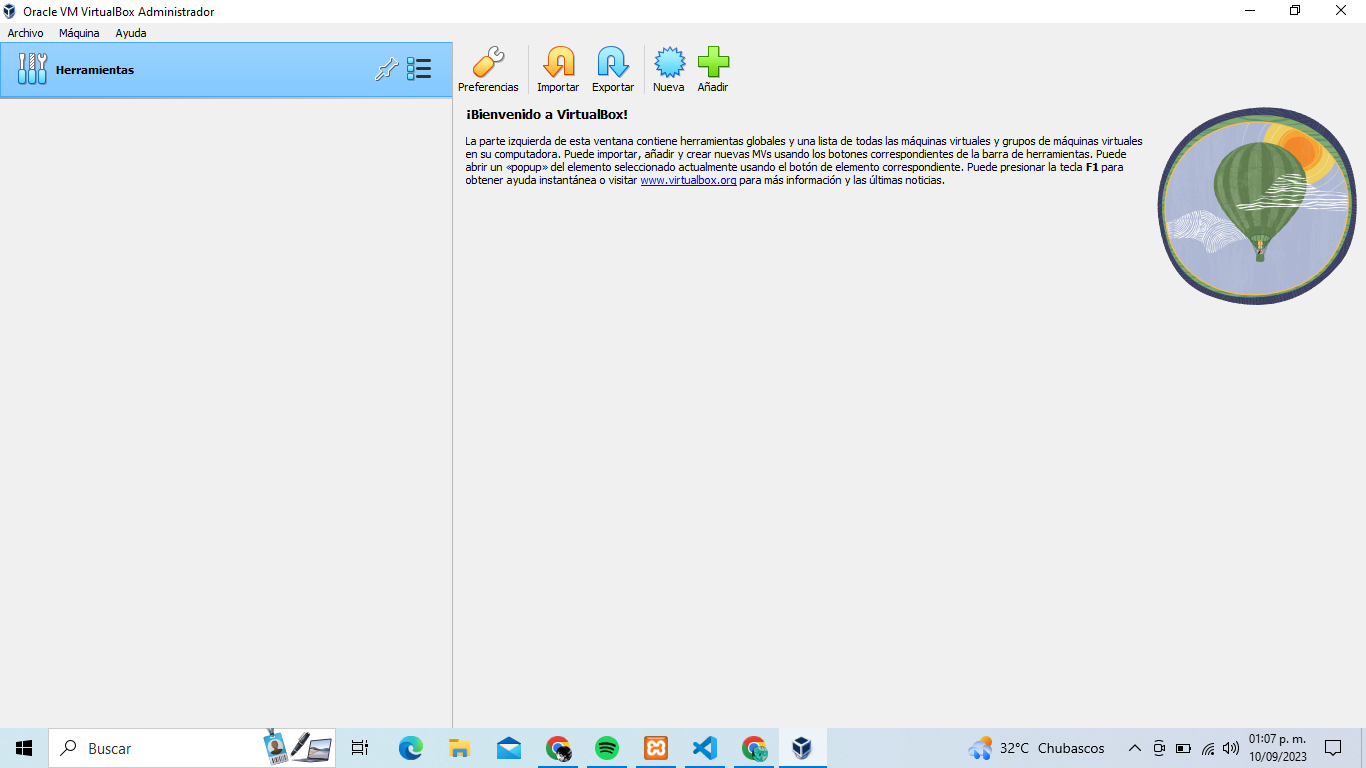 Oracle VM VirtualBox Administrador
Archivo Máquina Ayuda
Herramientas
Preferencias Importar Exportar Nueva Añadir
¡Bienvenido a VirtualBox!
La parte izquierda de esta ventana contiene herramientas globales y una lista de todas las máquinas virtuales y grupos de máquinas virtuales
en su computadora. Puede importar, añadir y crear nuevas MVs usando los botones correspondientes de la barra de herramientas. Puede
abrir un «popup» del elemento seleccionado actualmente usando el botón de elemento correspondiente. Puede presionar la tecla F1 para
obtener ayuda instantánea o visitar www.virtualbox.org para más información y las últimas noticias.
Buscar
32°C Chubascos
01:07 p. m.
10/09/2023